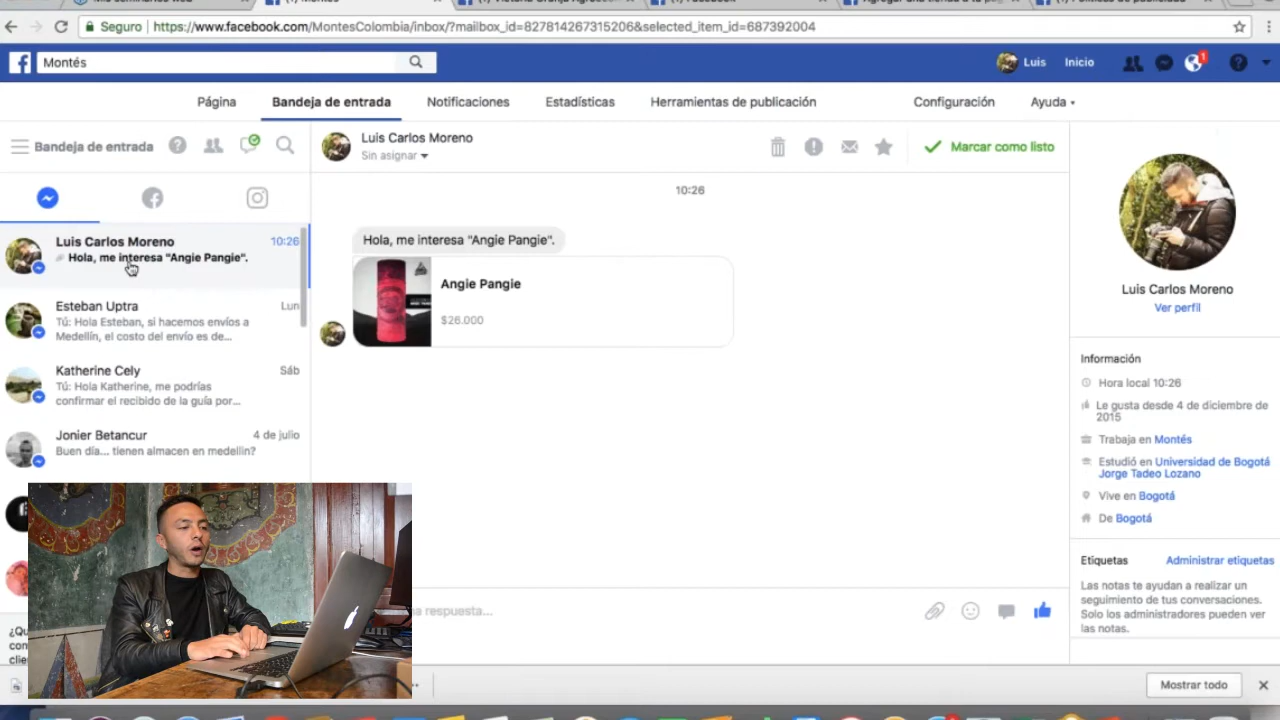 Seguro | https://www.facebook.com/MontesColombia/inbox/?mailbox_id=827814267315206&selected_item_id=687392004
Montés
Luis
Inicio
1
Página
Bandeja de entrada
Notificaciones
Estadísticas
Herramientas de publicación
Configuración
Ayuda
Bandeja de entrada
Luis Carlos Moreno
Sin asignar
Marcar como listo
Luis Carlos Moreno
10:26
Hola, me interesa "Angie Pangie".
Esteban Uptra
Lun
Tú: Hola Esteban, si hacemos envíos a
Medellín, el costo del envío es de...
Katherine Cely
Sáb
Tú: Hola Katherine, me podrías
confirmar el recibido de la guía por...
Jonier Betancur
4 de julio
Buen día... tienen almacen en medellin?
10:26
Hola, me interesa "Angie Pangie".
Angie Pangie
$26.000
respuesta...
Luis Carlos Moreno
Ver perfil
Información
Hora local 10:26
Le gusta desde 4 de diciembre de
2015
Trabaja en Montés
Estudió en Universidad de Bogotá
Jorge Tadeo Lozano
Vive en Bogotá
De Bogotá
Etiquetas
Administrar etiquetas
Las notas te ayudan a realizar un
seguimiento de tus conversaciones.
Solo los administradores pueden ver
las notas.
Mostrar todo